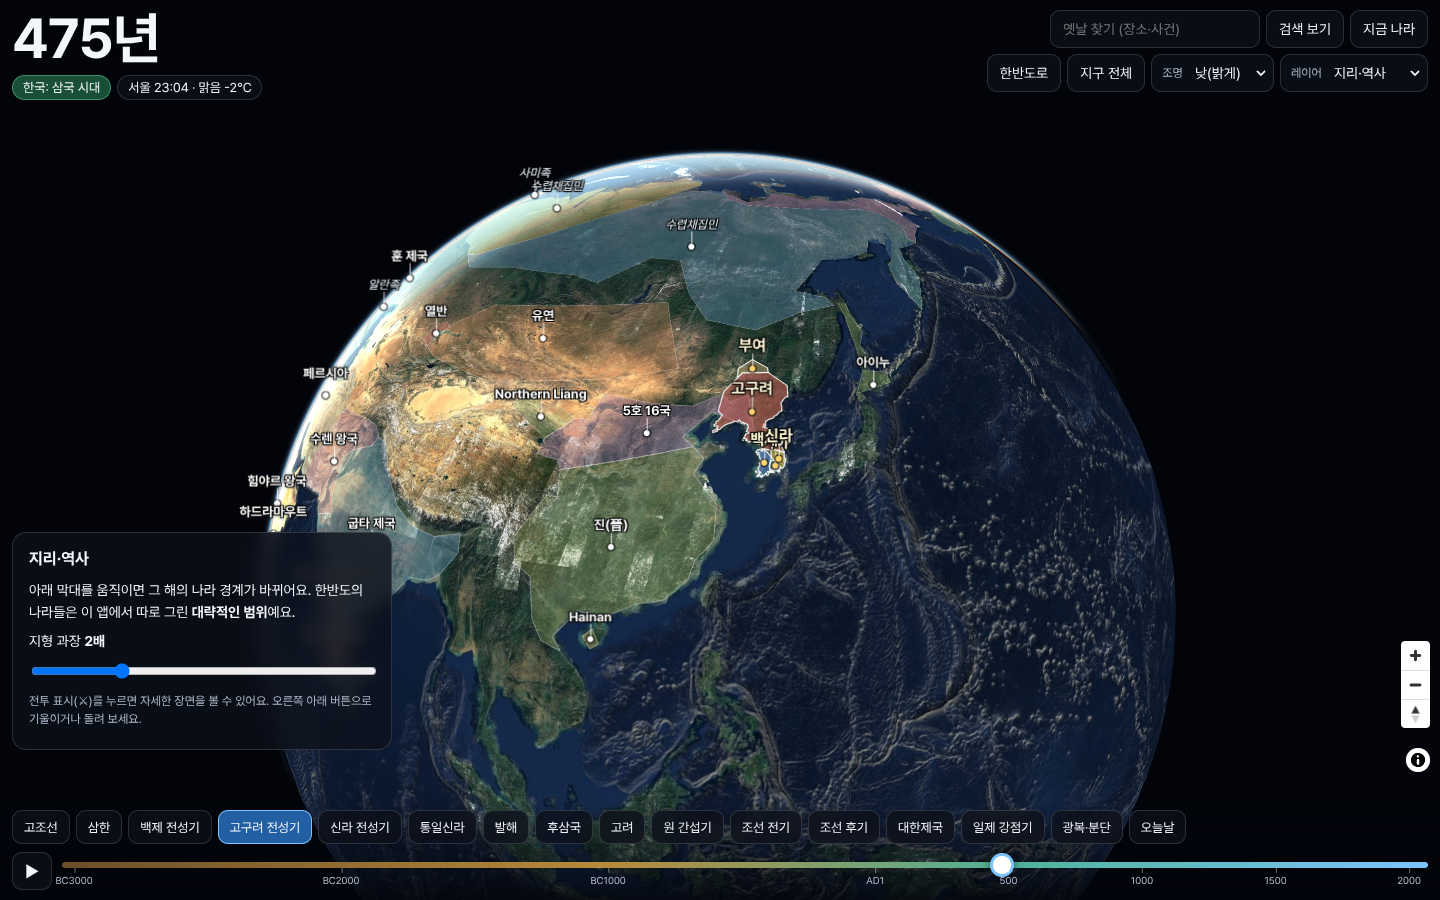 475년
한국: 삼국 시대
서울 23:04 · 맑음 -2°C
옛날 찾기 (장소·사건)
검색 보기
지금 나라
한반도로
지구 전체
조명 낮(밝게)
레이어 지리·역사
사미족
수렵채집민
수렵채집민
훈 제국
알란족
열반
유연
부여
아이누
페르시아
고구려
Northern Liang
5호 16국
수렌 왕국
백
신라
힘야르 왕국
하드라마우트
굽타 제국
진(晉)
Hainan
지리·역사
아래 막대를 움직이면 그 해의 나라 경계가 바뀌어요. 한반도의
나라들은 이 앱에서 따로 그린 대략적인 범위예요.
지형 과장 2배
전투 표시(⚔)를 누르면 자세한 장면을 볼 수 있어요. 오른쪽 아래 버튼으로
기울이거나 돌려 보세요.
고조선
삼한
백제 전성기
고구려 전성기
신라 전성기
통일신라
발해
후삼국
고려
원 간섭기
조선 전기
조선 후기
대한제국
일제 강점기
광복·분단
오늘날
BC3000
BC2000
BC1000
AD1
500
1000
1500
2000